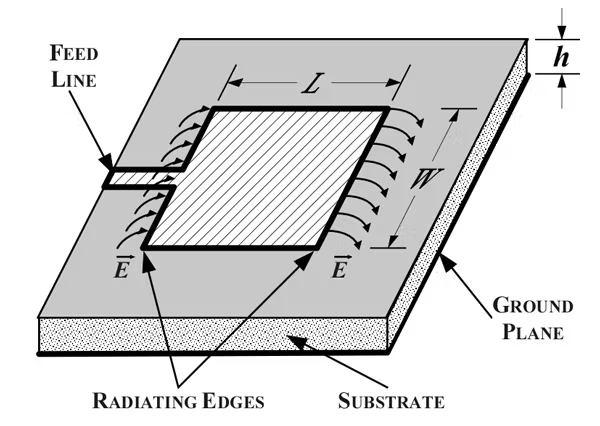 FEED
LINE
L
h
W
E
E
GROUND
PLANE
RADIATING EDGES
SUBSTRATE